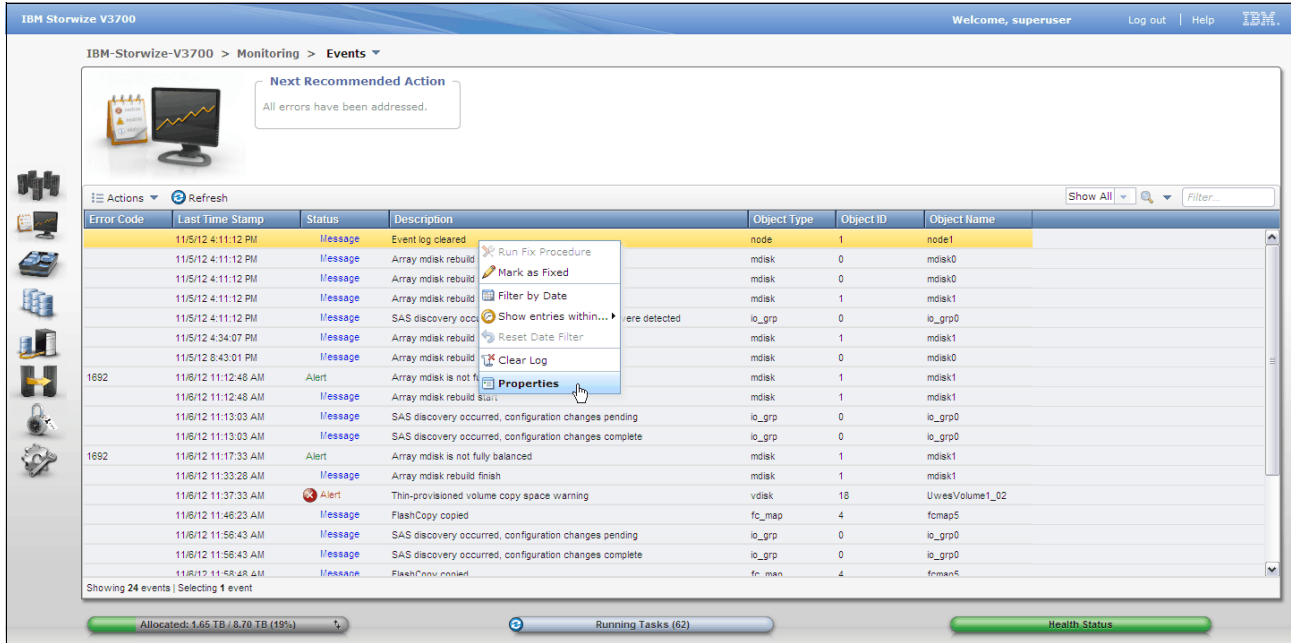 IBM Storwize V3700 Welcome, superuser Log out | Help IBM.
IBM-Storwize-V3700 > Monitoring > Events
Next Recommended Action
All errors have been addressed.
Actions Refresh Show All Filter...
Error Code Last Time Stamp Status Description Object Type Object ID Object Name
11/5/12 4:11:12 PM Message Event log cleared node 1 node1
11/5/12 4:11:12 PM Message Array mdisk rebuild mdisk 0 mdisk0
11/5/12 4:11:12 PM Message Array mdisk rebuild mdisk 0 mdisk0
11/5/12 4:11:12 PM Message Array mdisk rebuild mdisk 1 mdisk1
11/5/12 4:11:12 PM Message SAS discovery occ ere detected io_grp 0 io_grp0
11/5/12 4:34:07 PM Message Array mdisk rebuild mdisk 1 mdisk1
11/5/12 8:43:01 PM Message Array mdisk rebuild mdisk 0 mdisk0
1692 11/6/12 11:12:48 AM Alert Array mdisk is not f mdisk 1 mdisk1
11/6/12 11:12:48 AM Message Array mdisk rebuild start mdisk 1 mdisk1
11/6/12 11:13:03 AM Message SAS discovery occurred, configuration changes pending io_grp 0 io_grp0
11/6/12 11:13:03 AM Message SAS discovery occurred, configuration changes complete io_grp 0 io_grp0
1692 11/6/12 11:17:33 AM Alert Array mdisk is not fully balanced mdisk 1 mdisk1
11/6/12 11:33:28 AM Message Array mdisk rebuild finish mdisk 1 mdisk1
11/6/12 11:37:33 AM Alert Thin-provisioned volume copy space warning vdisk 18 UwesVolume1_02
11/6/12 11:46:23 AM Message FlashCopy copied fc_map 4 fcmap5
11/6/12 11:56:43 AM Message SAS discovery occurred, configuration changes pending io_grp 0 io_grp0
11/6/12 11:56:43 AM Message SAS discovery occurred, configuration changes complete io_grp 0 io_grp0
11/6/12 11:58:48 AM Message FlashCopy copied fc_map 4 fcmap5
Run Fix Procedure
Mark as Fixed
Filter by Date
Show entries within...
Reset Date Filter
Clear Log
Properties
Showing 24 events | Selecting 1 event
Allocated: 1.65 TB / 8.70 TB (19%) Running Tasks (62) Health Status